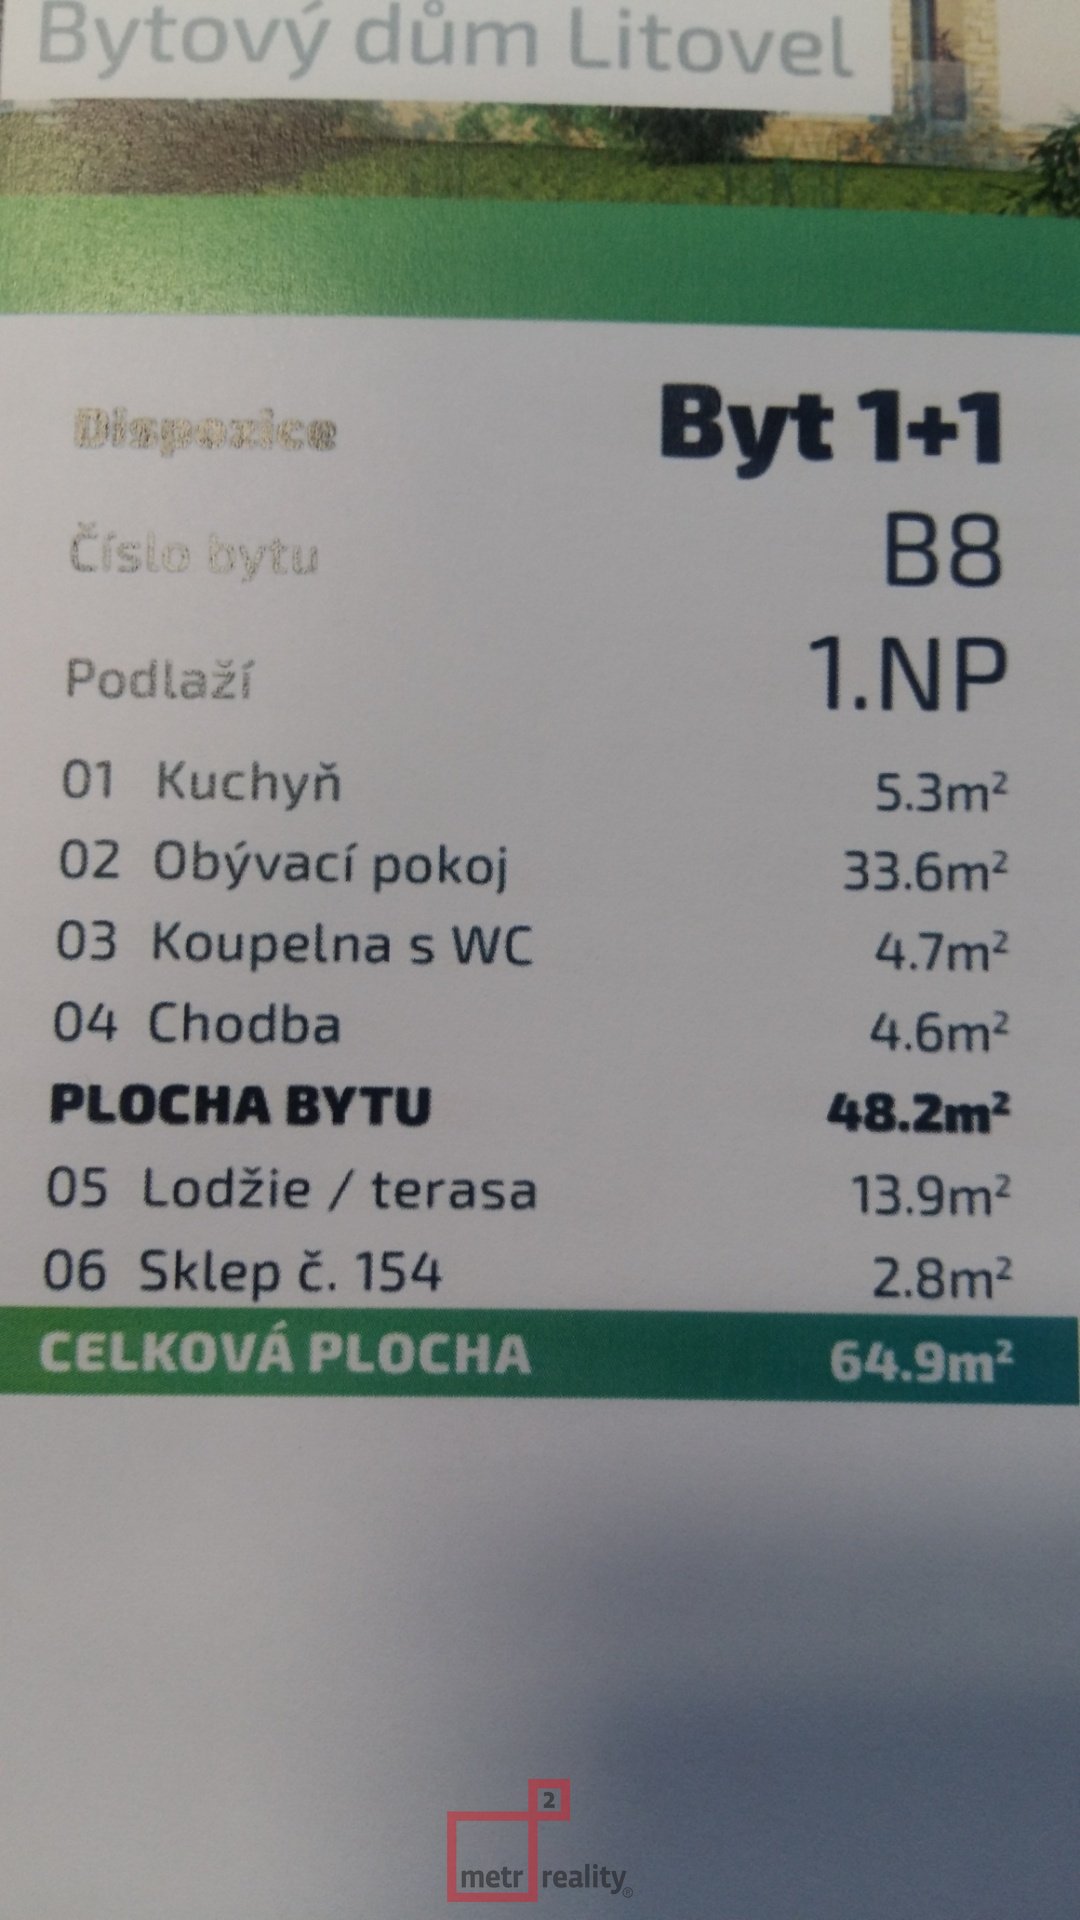 Bytový dům Litovel
Dispozice Byt 1+1
Číslo bytu B8
Podlaží 1.NP
01 Kuchyň 5.3m²
02 Obývací pokoj 33.6m²
03 Koupelna s WC 4.7m²
04 Chodba 4.6m²
PLOCHA BYTU 48.2m²
05 Lodžie / terasa 13.9m²
06 Sklep č. 154 2.8m²
CELKOVÁ PLOCHA 64.9m²
2
metr reality®